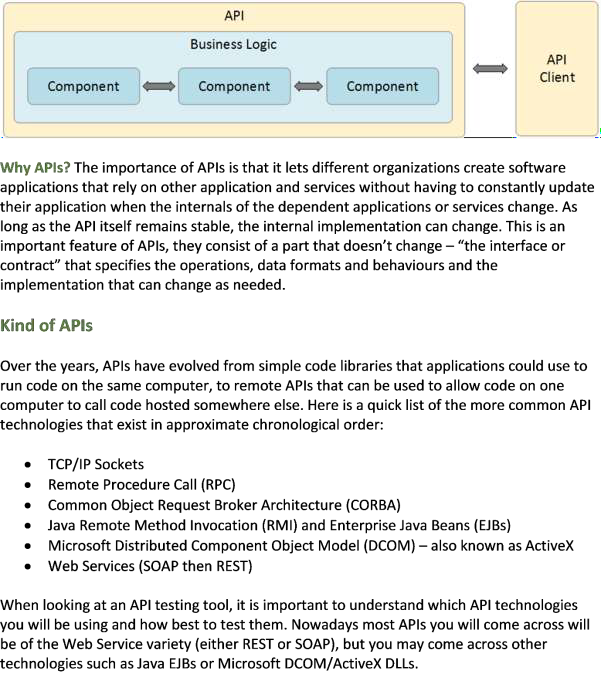 API
Business Logic
Component
Component
Component
API
Client
Why APIs? The importance of APIs is that it lets different organizations create software
applications that rely on other application and services without having to constantly update
their application when the internals of the dependent applications or services change. As
long as the API itself remains stable, the internal implementation can change. This is an
important feature of APIs, they consist of a part that doesn’t change – “the interface or
contract” that specifies the operations, data formats and behaviours and the
implementation that can change as needed.
Kind of APIs
Over the years, APIs have evolved from simple code libraries that applications could use to
run code on the same computer, to remote APIs that can be used to allow code on one
computer to call code hosted somewhere else. Here is a quick list of the more common API
technologies that exist in approximate chronological order:
• TCP/IP Sockets
• Remote Procedure Call (RPC)
• Common Object Request Broker Architecture (CORBA)
• Java Remote Method Invocation (RMI) and Enterprise Java Beans (EJBs)
• Microsoft Distributed Component Object Model (DCOM) – also known as ActiveX
• Web Services (SOAP then REST)
When looking at an API testing tool, it is important to understand which API technologies
you will be using and how best to test them. Nowadays most APIs you will come across will
be of the Web Service variety (either REST or SOAP), but you may come across other
technologies such as Java EJBs or Microsoft DCOM/ActiveX DLLs.